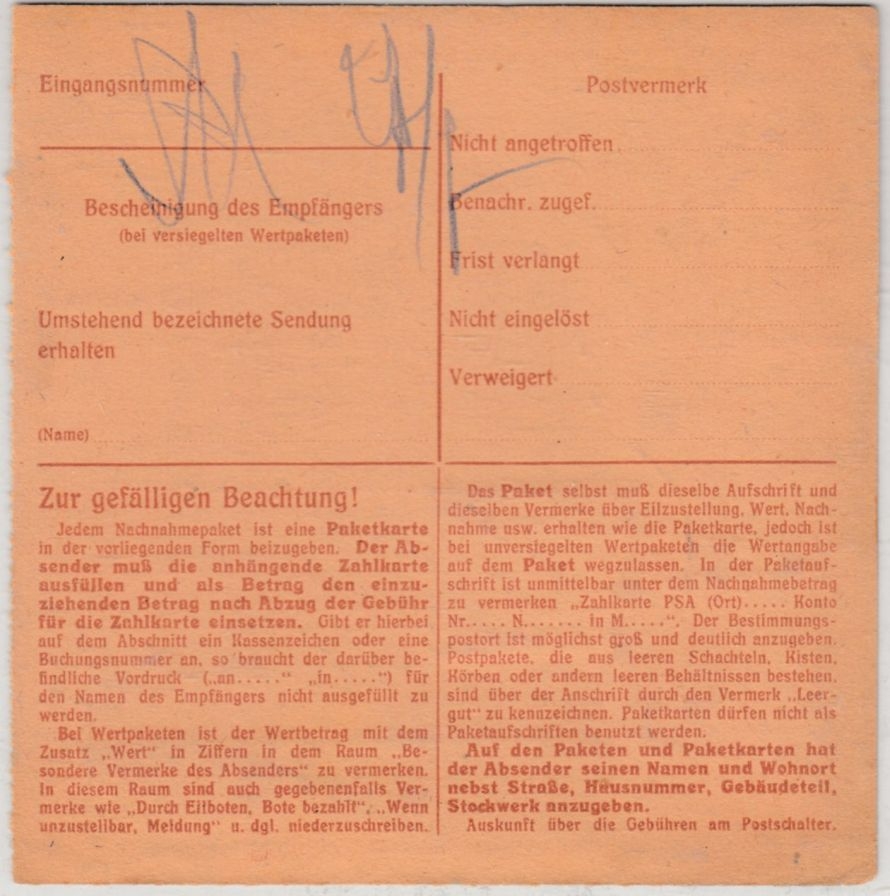 Eingangsnummer
Bescheinigung des Empfängers
(bei versiegelten Wertpaketen)
Umstehend bezeichnete Sendung
erhalten
(Name)
Postvermerk
Nicht angetroffen
Benachr. zugef.
Frist verlangt
Nicht eingelöst
Verweigert
Zur gefälligen Beachtung!
Jedem Nachnahmepaket ist eine Paketkarte
in der vorliegenden Form beizugeben. Der Ab-
sender muß die anhängende Zahlkarte
ausfüllen und als Betrag den einzu-
ziehenden Betrag nach Abzug der Gebühr
für die Zahlkarte einsetzen. Gibt er hierbei
auf dem Abschnitt ein Kassenzeichen oder eine
Buchungsnummer an, so braucht der darüber be-
findliche Vordruck („an.....“ „in.....“) für
den Namen des Empfängers nicht ausgefüllt zu
werden.
Bei Wertpaketen ist der Wertbetrag mit dem
Zusatz „Wert“ in Ziffern in dem Raum „Be-
sondere Vermerke des Absenders“ zu vermerken.
In diesem Raum sind auch gegebenenfalls Ver-
merke wie „Durch Eilboten, Bote bezahlt“, „Wenn
unzustellbar, Meldung“ u. dgl. niederzuschreiben.
Das Paket selbst muß dieselbe Aufschrift und
dieselben Vermerke über Eilzustellung, Wert, Nach-
nahme usw. erhalten wie die Paketkarte, jedoch ist
bei unversiegelten Wertpaketen die Wertangabe
auf dem Paket wegzulassen. In der Paketauf-
schrift ist unmittelbar unter dem Nachnahmebetrag
zu vermerken „Zahlkarte PSA (Ort)..... Konto
Nr..... N....... in M.....“. Der Bestimmungs-
postort ist möglichst groß und deutlich anzugeben.
Postpakete, die aus leeren Schachteln, Kisten,
Körben oder andern leeren Behältnissen bestehen,
sind über der Anschrift durch den Vermerk „Leer-
gut“ zu kennzeichnen. Paketkarten dürfen nicht als
Paketaufschriften benutzt werden.
Auf den Paketen und Paketkarten hat
der Absender seinen Namen und Wohnort
nebst Straße, Hausnummer, Gebäudeteil,
Stockwerk anzugeben.
Auskunft über die Gebühren am Postschalter.